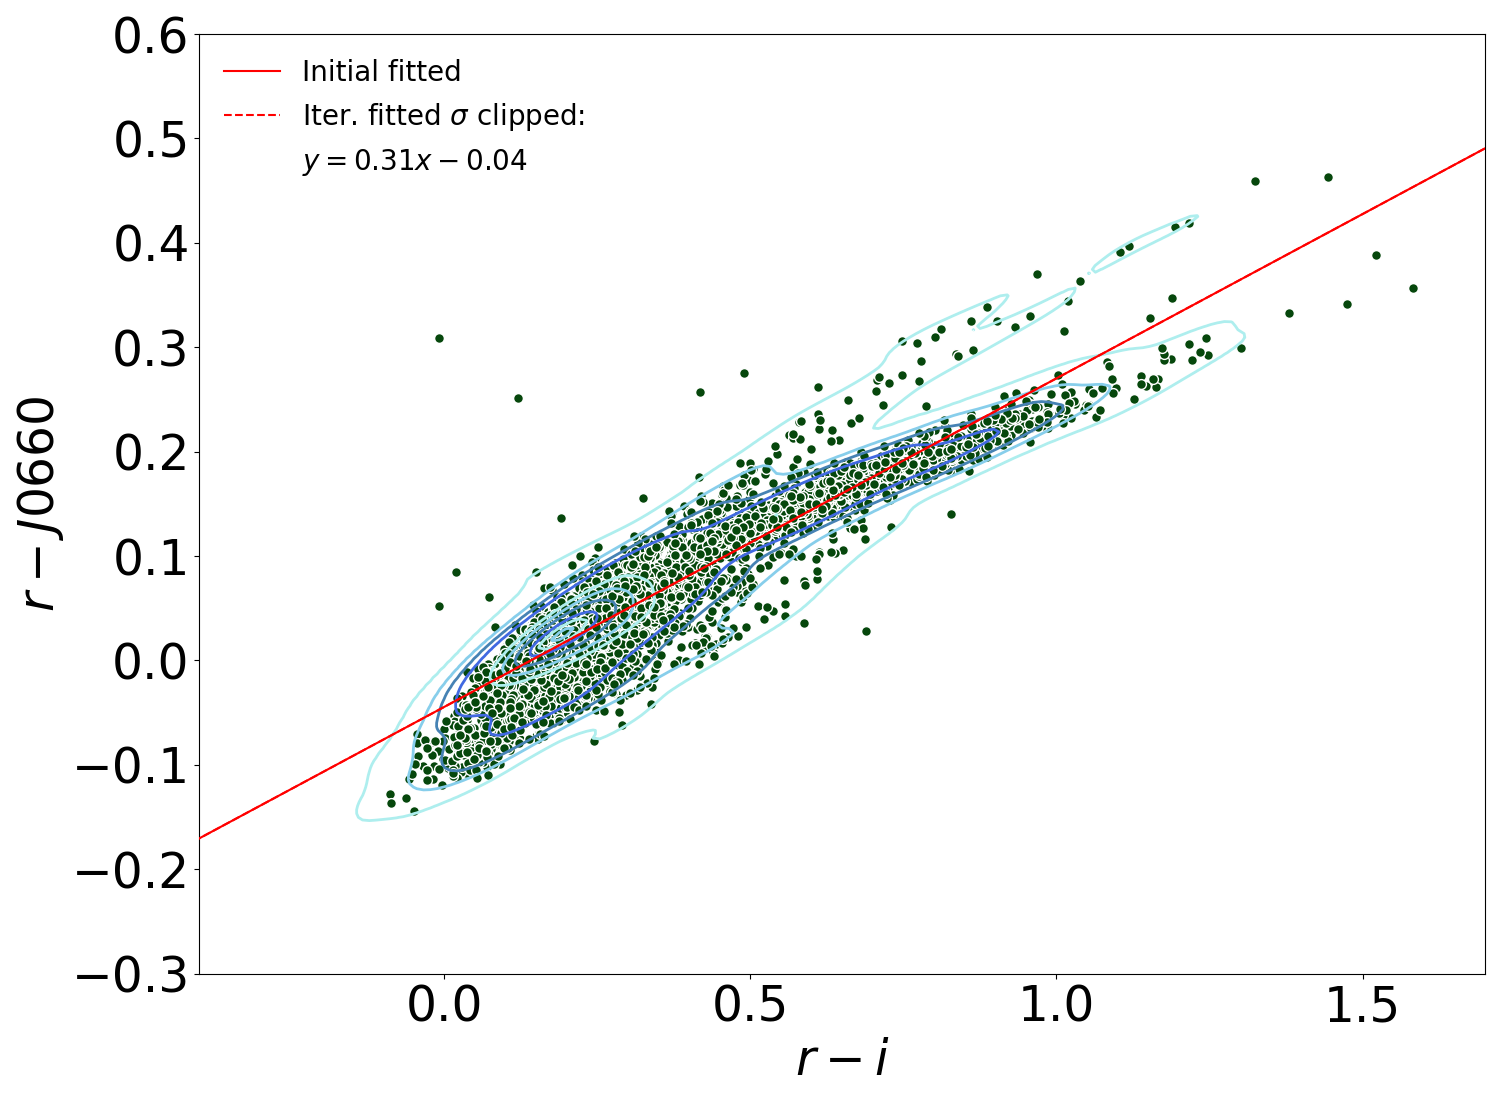 0.6
0.5
0.4
0.3
0.2
0.1
0.0
−0.1
−0.2
−0.3
r − J0660
Initial fitted
Iter. fitted σ clipped:
y = 0.31x − 0.04
0.0 0.5 1.0 1.5
r − i